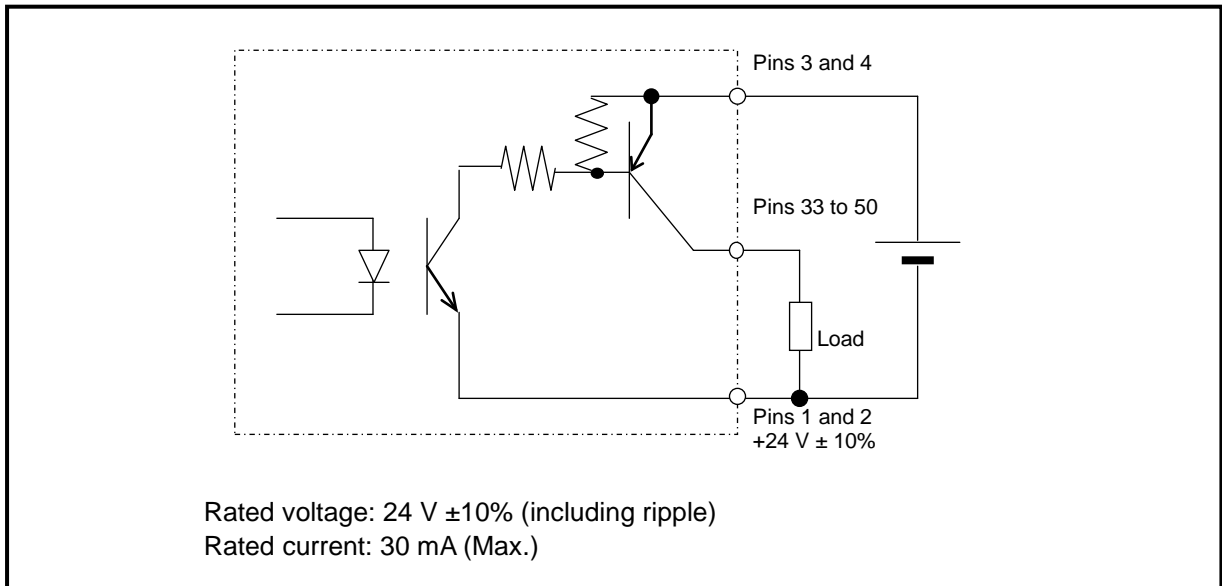 Pins 3 and 4
Pins 33 to 50
Load
Pins 1 and 2
+24 V ± 10%
Rated voltage: 24 V ±10% (including ripple)
Rated current: 30 mA (Max.)